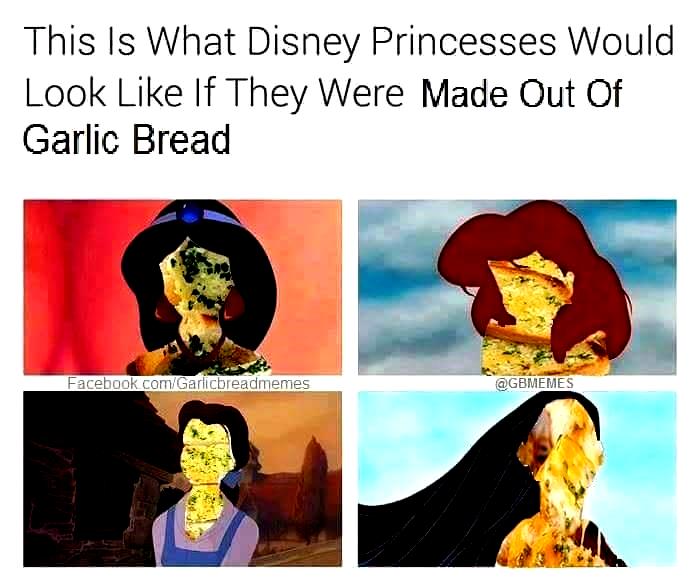 This Is What Disney Princesses Would
Look Like If They Were Made Out Of
Garlic Bread
Facebook.com/Garlicbreadmemes
@GBMEMES